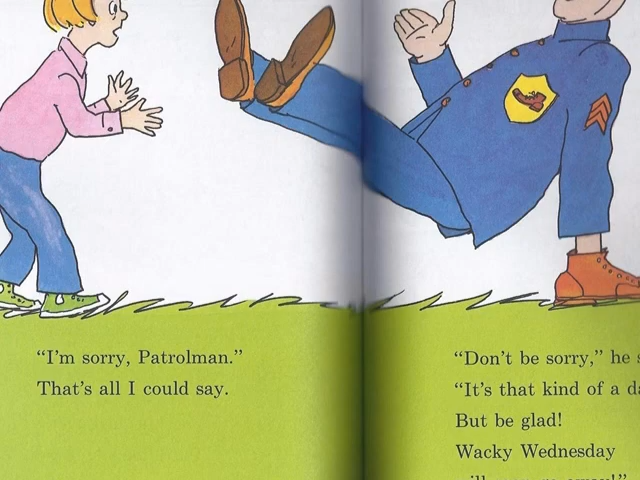 "I'm sorry, Patrolman."
That's all I could say.
"Don't be sorry," he
"It's that kind of a
But be glad!
Wacky Wednesday